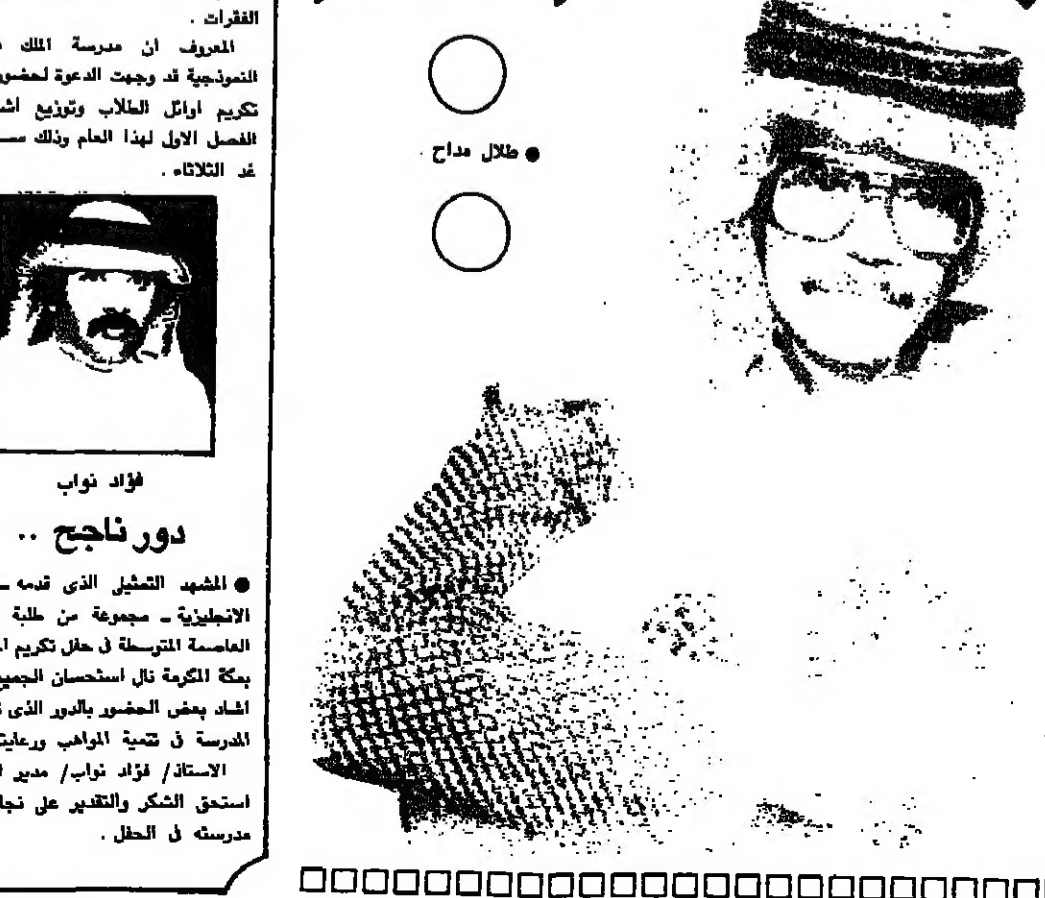 الفقرات .
المعروف ان مدرسة الملك
النموذجية قد وجهت الدعوة لحضور
تكريم اوائل الطلاب وتوزيع
الفصل الاول لهذا العام وذلك
غد الثلاثاء .
فؤاد نواب
دور ناجح ..
● المشهد التمثيلى الذى قدمه ــ
الانجليزية ــ مجموعة من طلبة
العاصمة المتوسطة فى حفل تكريم
بمكة المكرمة نال استحسان الجميع
اشاد بعض الحضور بالدور الذى
المدرسة فى تنمية المواهب
الاستاذ/ فؤاد نواب/ مدير
استحق الشكر والتقدير على
مدرسته فى الحفل .
● طلال مداح .